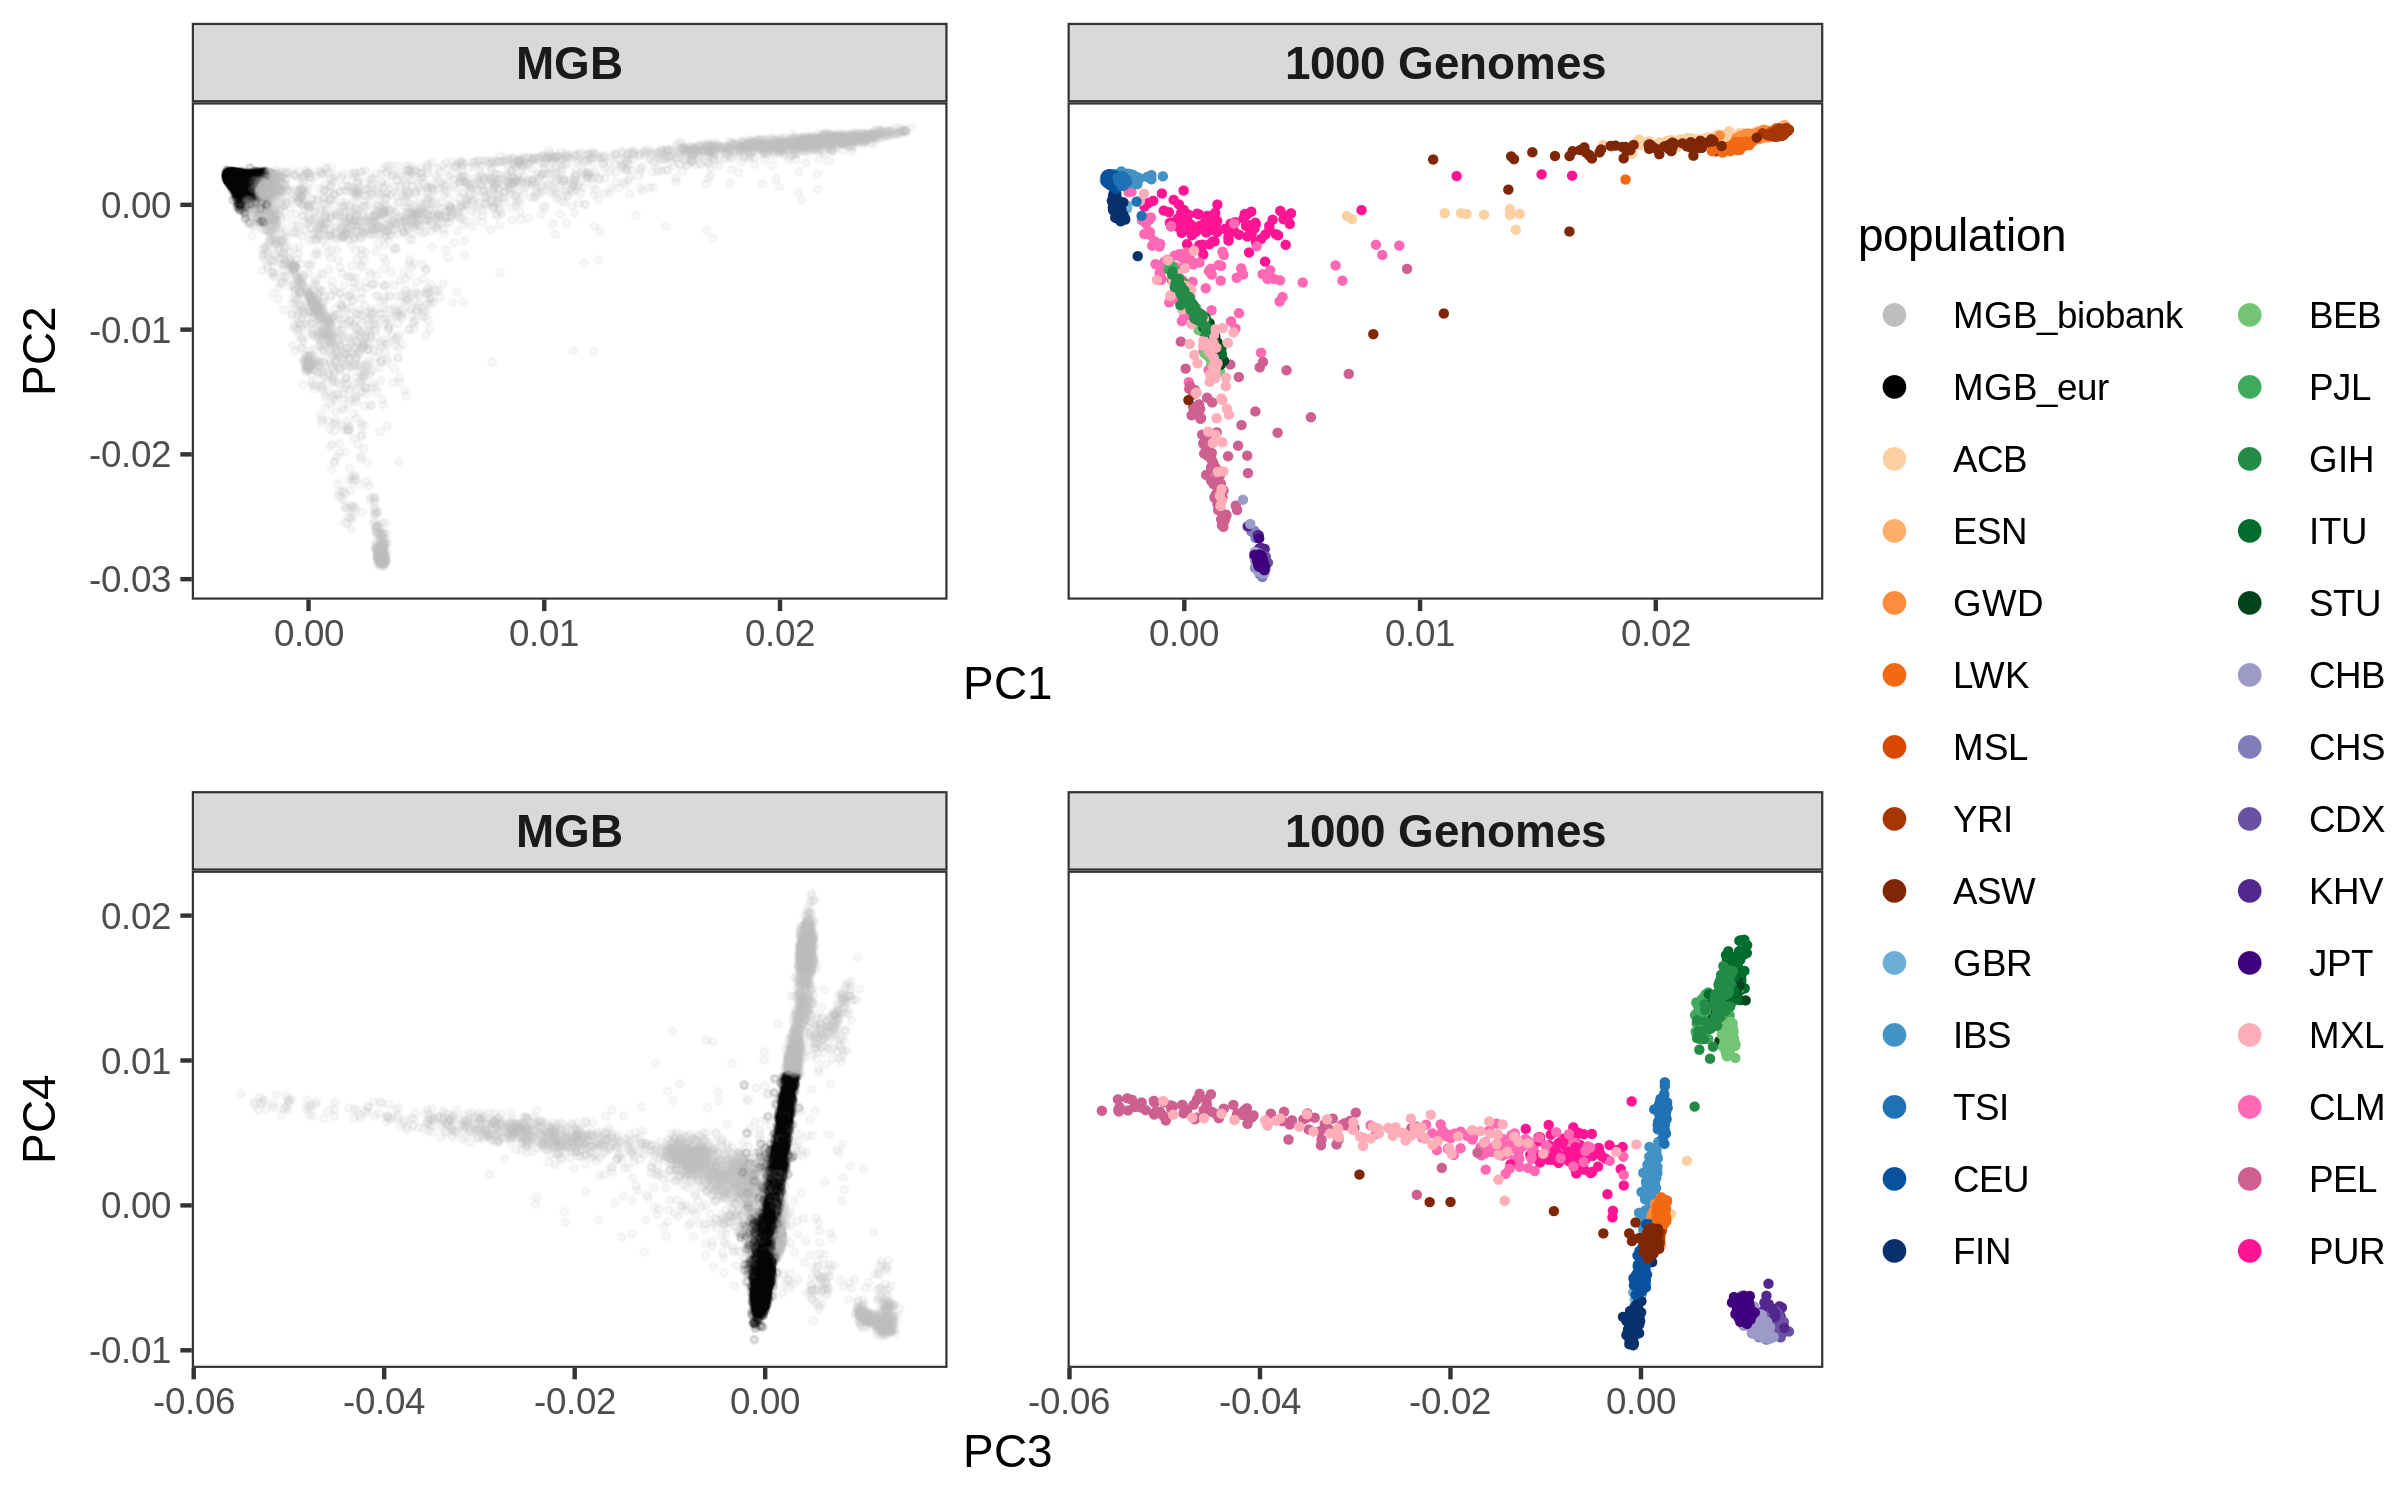 MGB
1000 Genomes
PC2
0.00
-0.01
-0.02
-0.03
0.00
0.01
0.02
0.00
0.01
0.02
PC1
MGB
1000 Genomes
PC4
0.02
0.01
0.00
-0.01
-0.06
-0.04
-0.02
0.00
-0.06
-0.04
-0.02
0.00
PC3
population
MGB_biobank
MGB_eur
ACB
ESN
GWD
LWK
MSL
YRI
ASW
GBR
IBS
TSI
CEU
FIN
BEB
PJL
GIH
ITU
STU
CHB
CHS
CDX
KHV
JPT
MXL
CLM
PEL
PUR